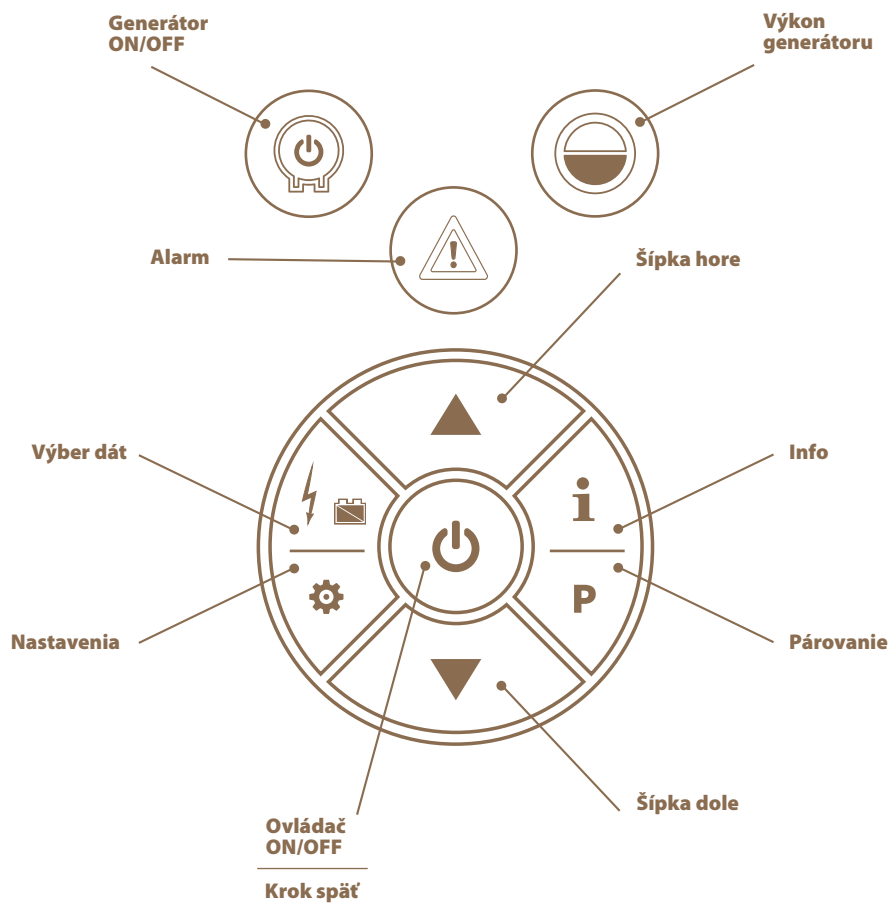 Generátor
ON/OFF
Výkon
generátoru
Alarm
Šípka hore
Výber dát
Info
i
P
Nastavenia
Párovanie
Šípka dole
Ovládač
ON/OFF
Krok späť